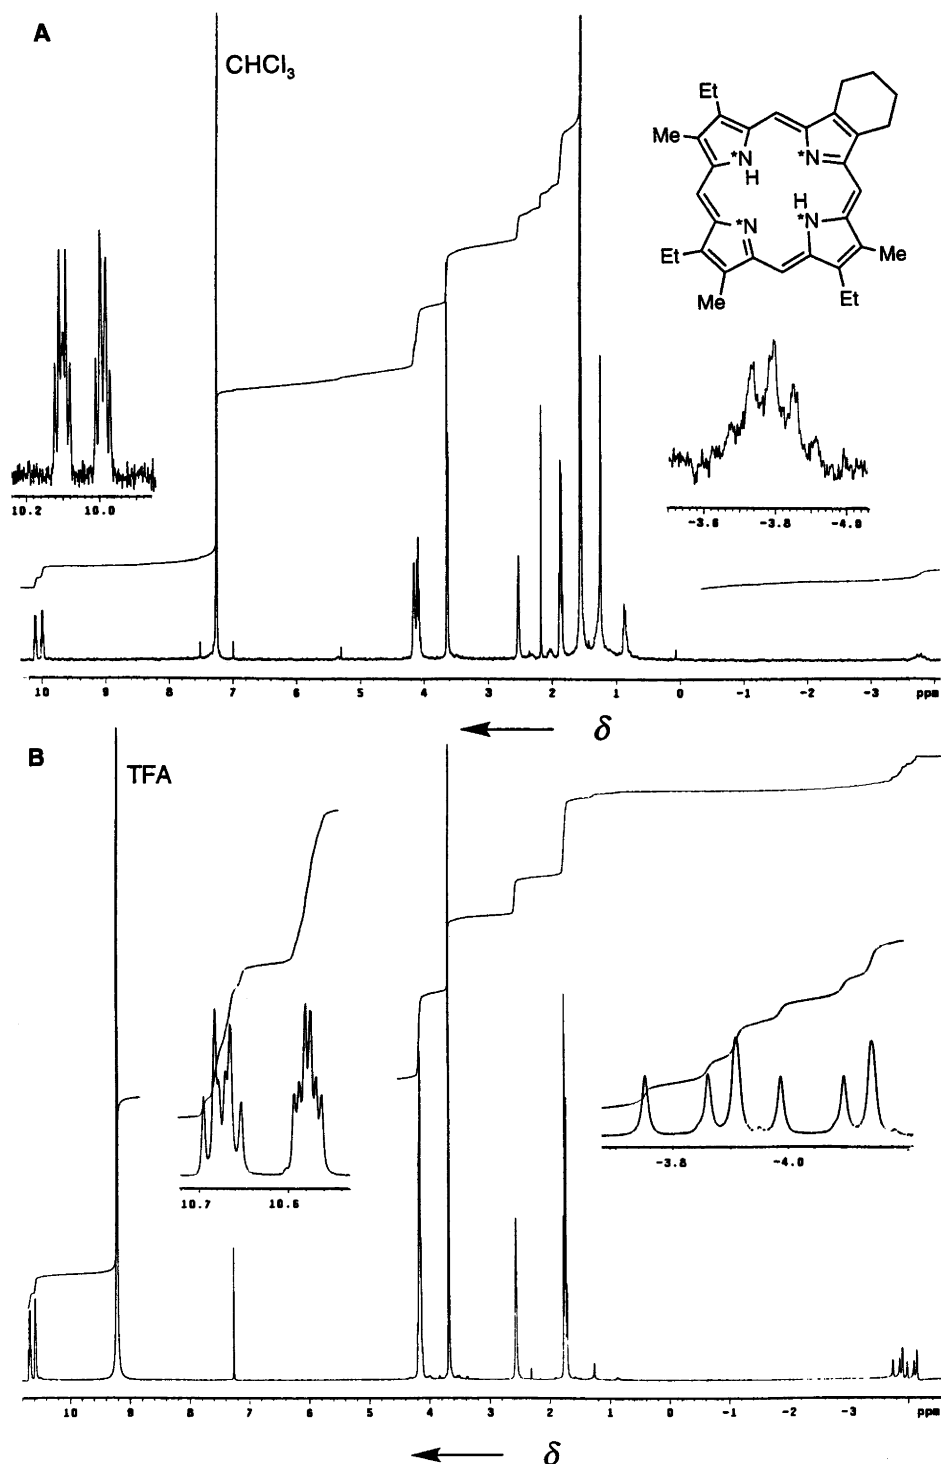 A
CHCl₃
Et
Me
*N
H
*N
H
*N
*N
Et
Me
Et
Me
10.2 10.0
-3.6 -3.8 -4.0
10 9 8 7 6 5 4 3 2 1 0 -1 -2 -3 ppm
δ
B
TFA
10.7 10.6
-3.8 -4.0
10 9 8 7 6 5 4 3 2 1 0 -1 -2 -3 ppm
δ